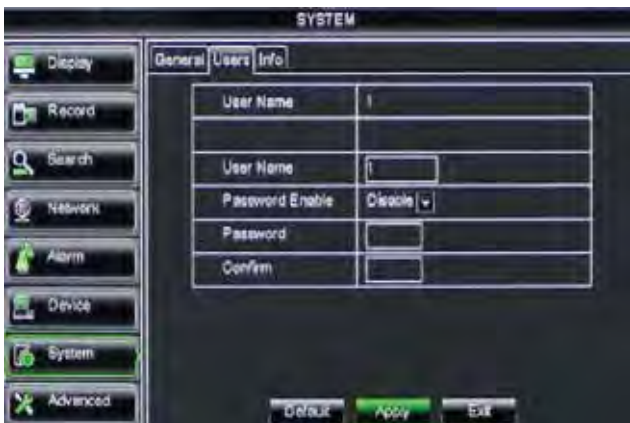 SYSTEM
Display
Record
Search
Network
Alarm
Device
System
Advanced
General Users Info
User Name 1
User Name 1
Password Enable Disable
Password
Confirm
Default Apply Exit